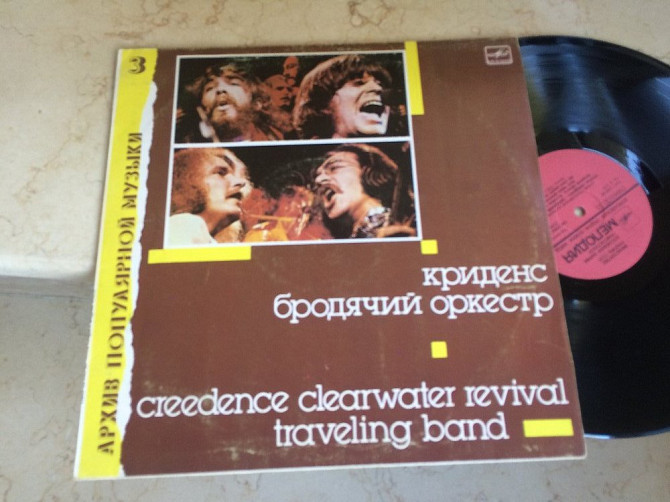 3
АРХИВ ПОПУЛЯРНОЙ МУЗЫКИ
криденс
бродячий оркестр
creedence clearwater revival
traveling band
МЕЛОДИЯ